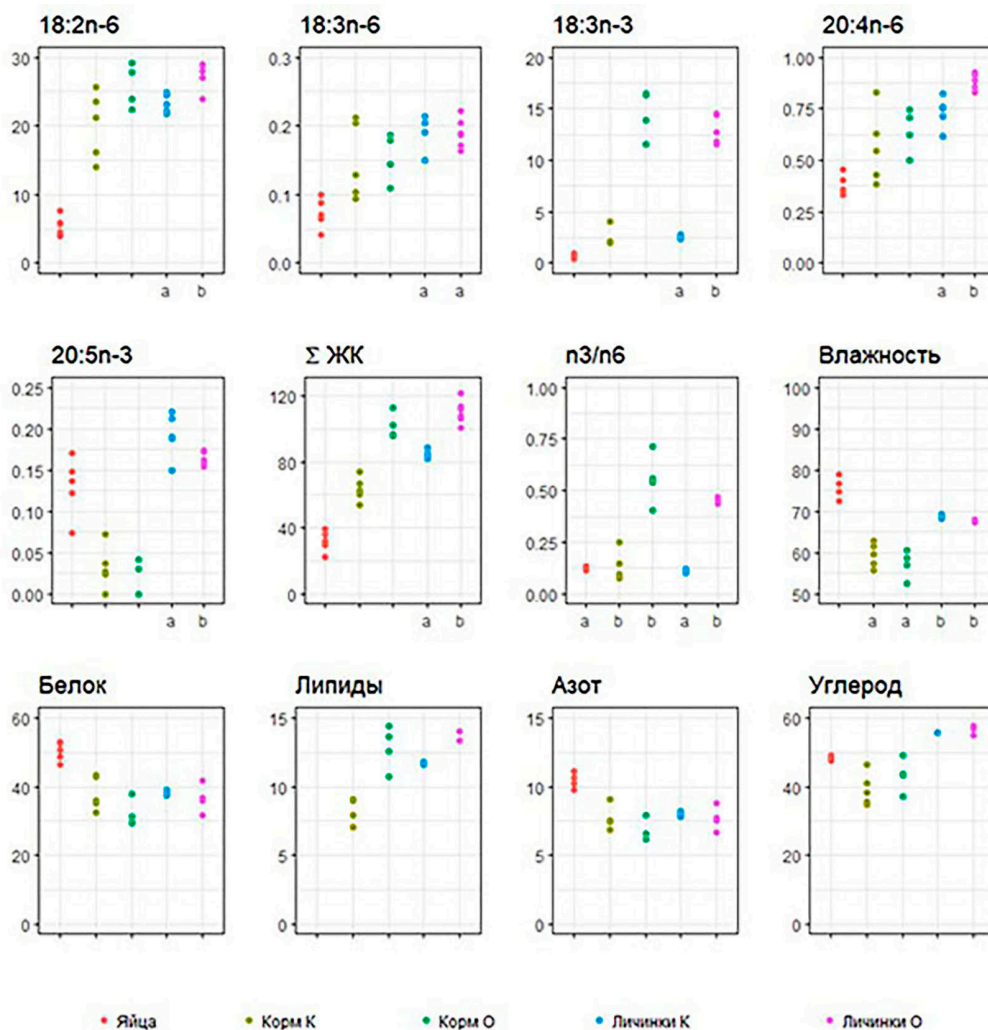 18:2n-6 18:3n-6 18:3n-3 20:4n-6
30 20 10 0 a b
0.3 0.2 0.1 0.0 a a
20 15 10 5 0 a b
1.00 0.75 0.50 0.25 0.00 a b
20:5n-3 Σ ЖК n3/n6 Влажность
0.25 0.20 0.15 0.10 0.05 0.00 a b
120 80 40 0 a b
1.00 0.75 0.50 0.25 0.00 a b b a b
100 90 80 70 60 50 a a b b
Белок Липиды Азот Углерод
60 40 20 0
15 10 5 0
15 10 5 0
60 40 20 0
Яйца Корм К Корм О Личинки К Личинки О